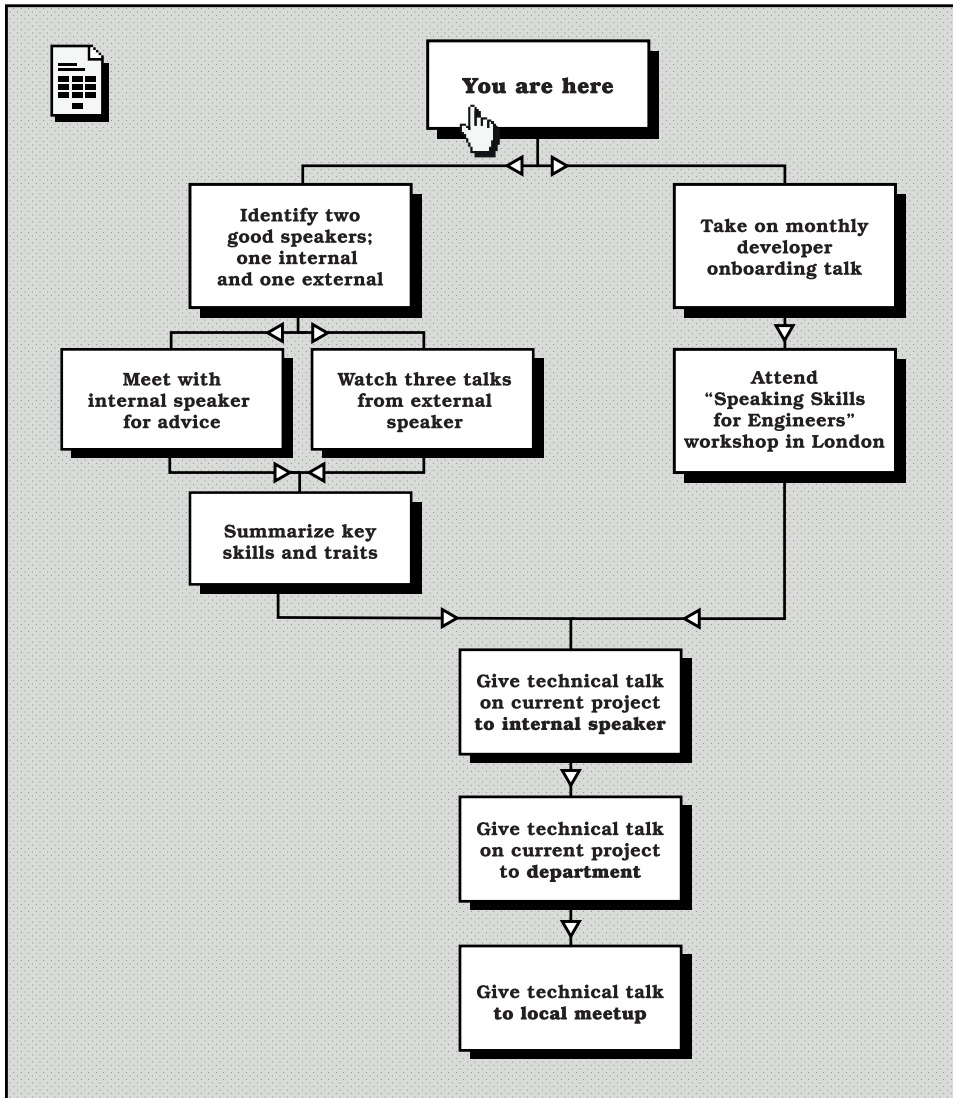 You are here
Identify two
good speakers;
one internal
and one external
Take on monthly
developer
onboarding talk
Meet with
internal speaker
for advice
Watch three talks
from external
speaker
Attend
“Speaking Skills
for Engineers”
workshop in London
Summarize key
skills and traits
Give technical talk
on current project
to internal speaker
Give technical talk
on current project
to department
Give technical talk
to local meetup